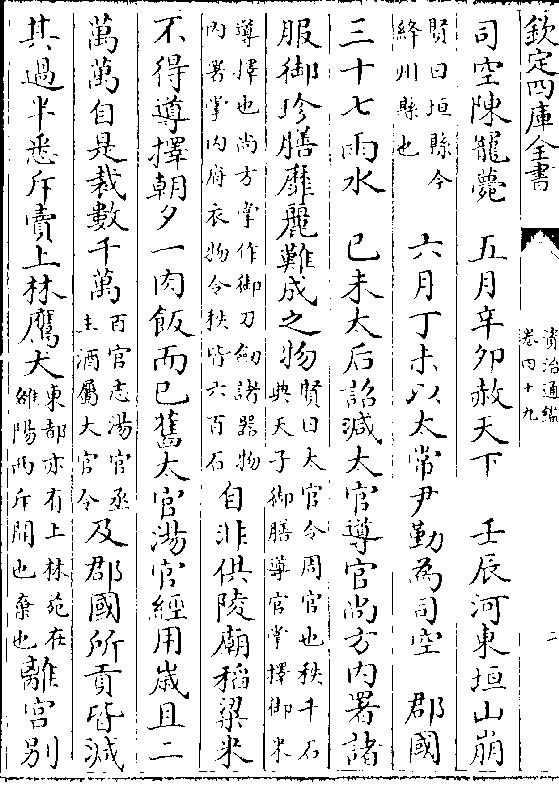 欽定四庫全書
資治通鑑
卷四十九
二
司空陳寵薨　五月辛卯赦天下　壬辰河東垣山崩
賢曰垣縣今
絳州縣也
六月丁未以太常尹勤為司空　郡國
三十七雨水　己未太后詔減太官導官尚方内署諸
服御珍膳靡麗難成之物
賢曰太官令周官也秩千石
典天子御膳導官掌擇御米
導擇也尚方掌作御刀劒諸器物
内署掌内府衣物令秩皆六百石
自非供陵廟稻粱米
不得導擇朝夕一肉飯而已舊太官湯官經用歲且二
萬萬自是裁數千萬
百官志湯官丞
主酒屬大官令
及郡國所貢皆減
其過半悉斥賣上林鷹犬
東都亦有上林苑在
雒陽西斥開也棄也
離宫别